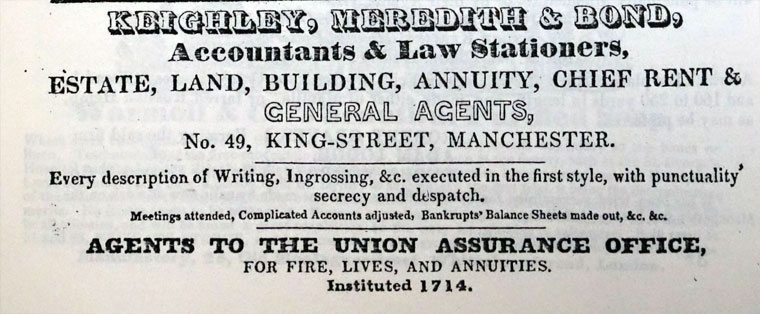 KEIGHLEY, MEREDITH & BOND,
Accountants & Law Stationers,
ESTATE, LAND, BUILDING, ANNUITY, CHIEF RENT &
GENERAL AGENTS,
No. 49, KING-STREET, MANCHESTER.
Every description of Writing, Ingrossing, &c. executed in the first style, with punctuality,
secrecy and despatch.
Meetings attended, Complicated Accounts adjusted, Bankrupts' Balance Sheets made out, &c. &c.
AGENTS TO THE UNION ASSURANCE OFFICE,
FOR FIRE, LIVES, AND ANNUITIES.
Instituted 1714.